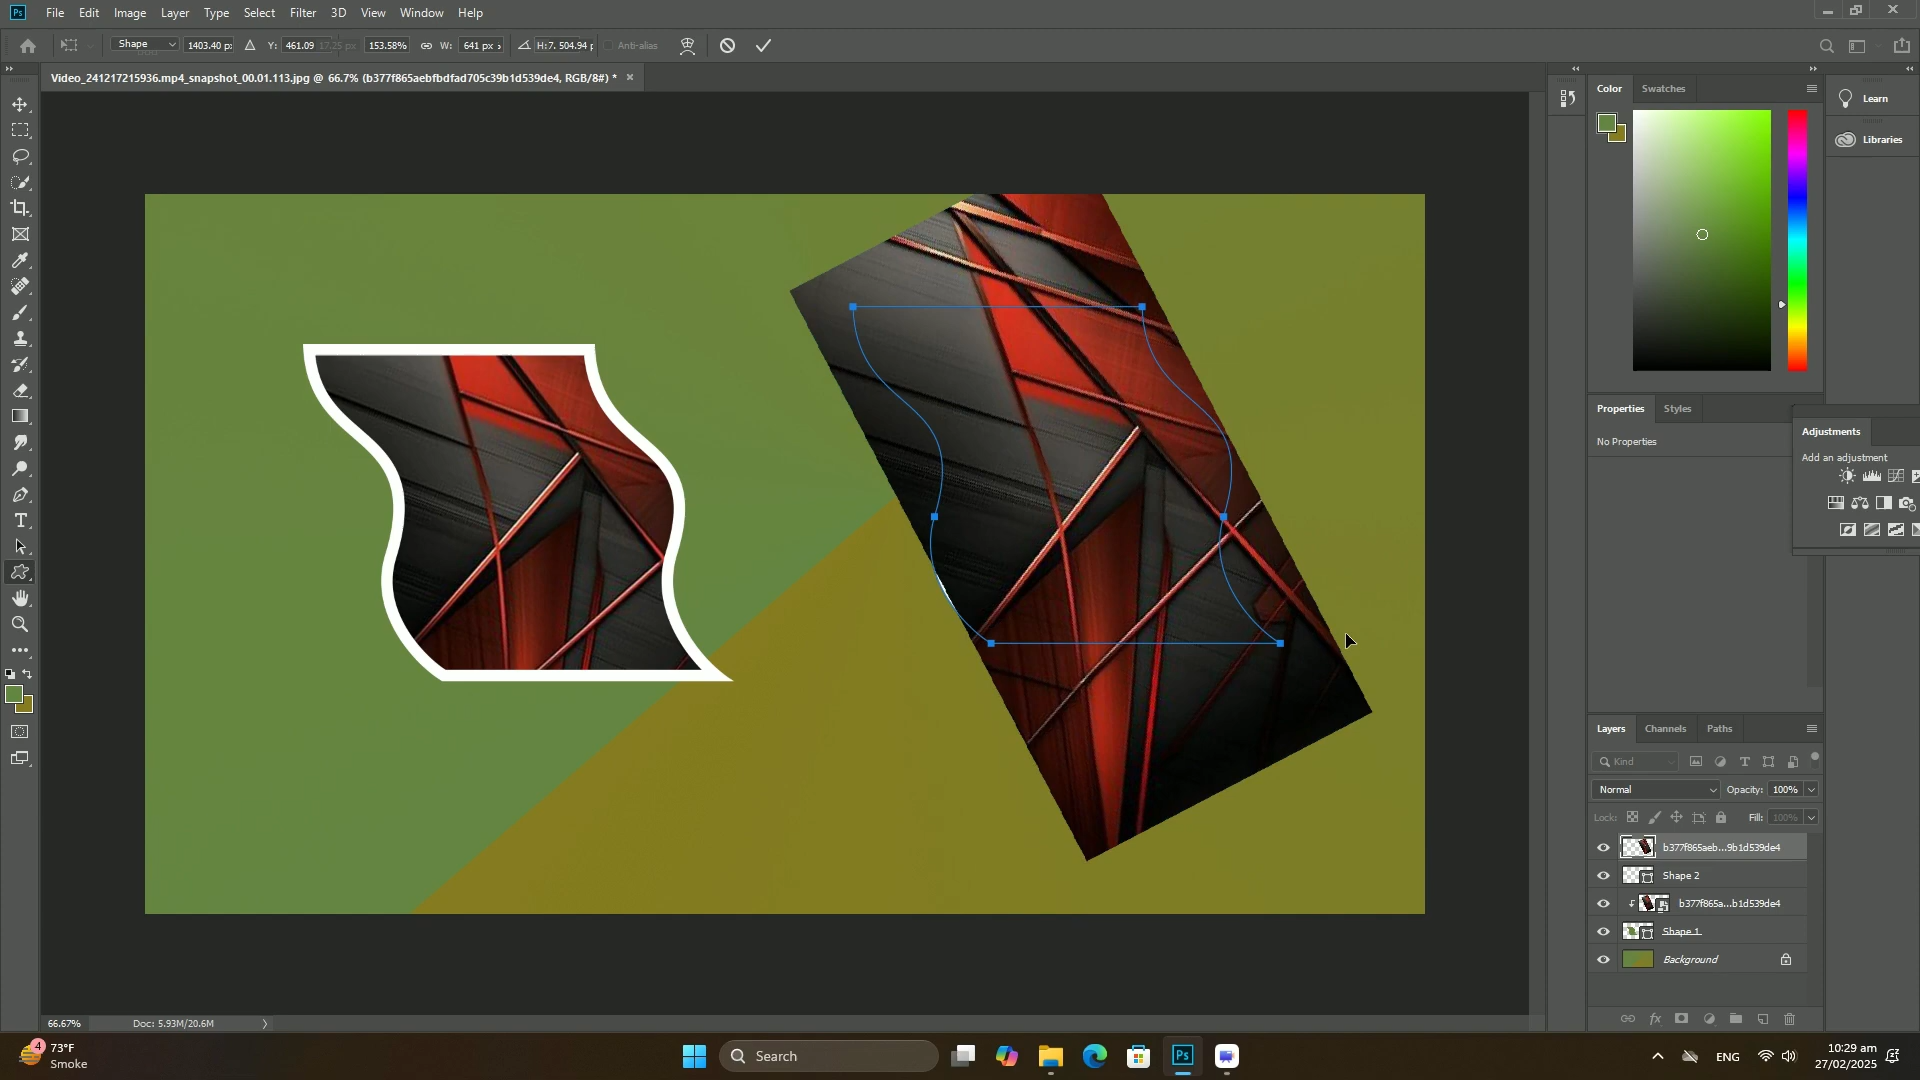 Ps File Edit Image Layer Type Select Filter 3D View Window Help
Shape 1403.40 p: Y: 461.09 153.58% W: 641 px Anti-alias
Video_241217215936.mp4_snapshot_00.01.113.jpg @ 66.7% (b377f865aebfbdfad705c39b1d539de4, RGB/8#) *
Color Swatches
Learn
Libraries
Properties Styles
No Properties
Adjustments
Add an adjustment
Layers Channels Paths
Kind
Normal Opacity: 100%
Lock: Fill: 100%
b377f865aeb...9b1d539de4
Shape 2
b377f865a...b1d539de4
Shape 1
Background
66.67% Doc: 5.93M/20.6M
4
73°F
Smoke
Search
Ps
ENG
10:29 am
27/02/2025